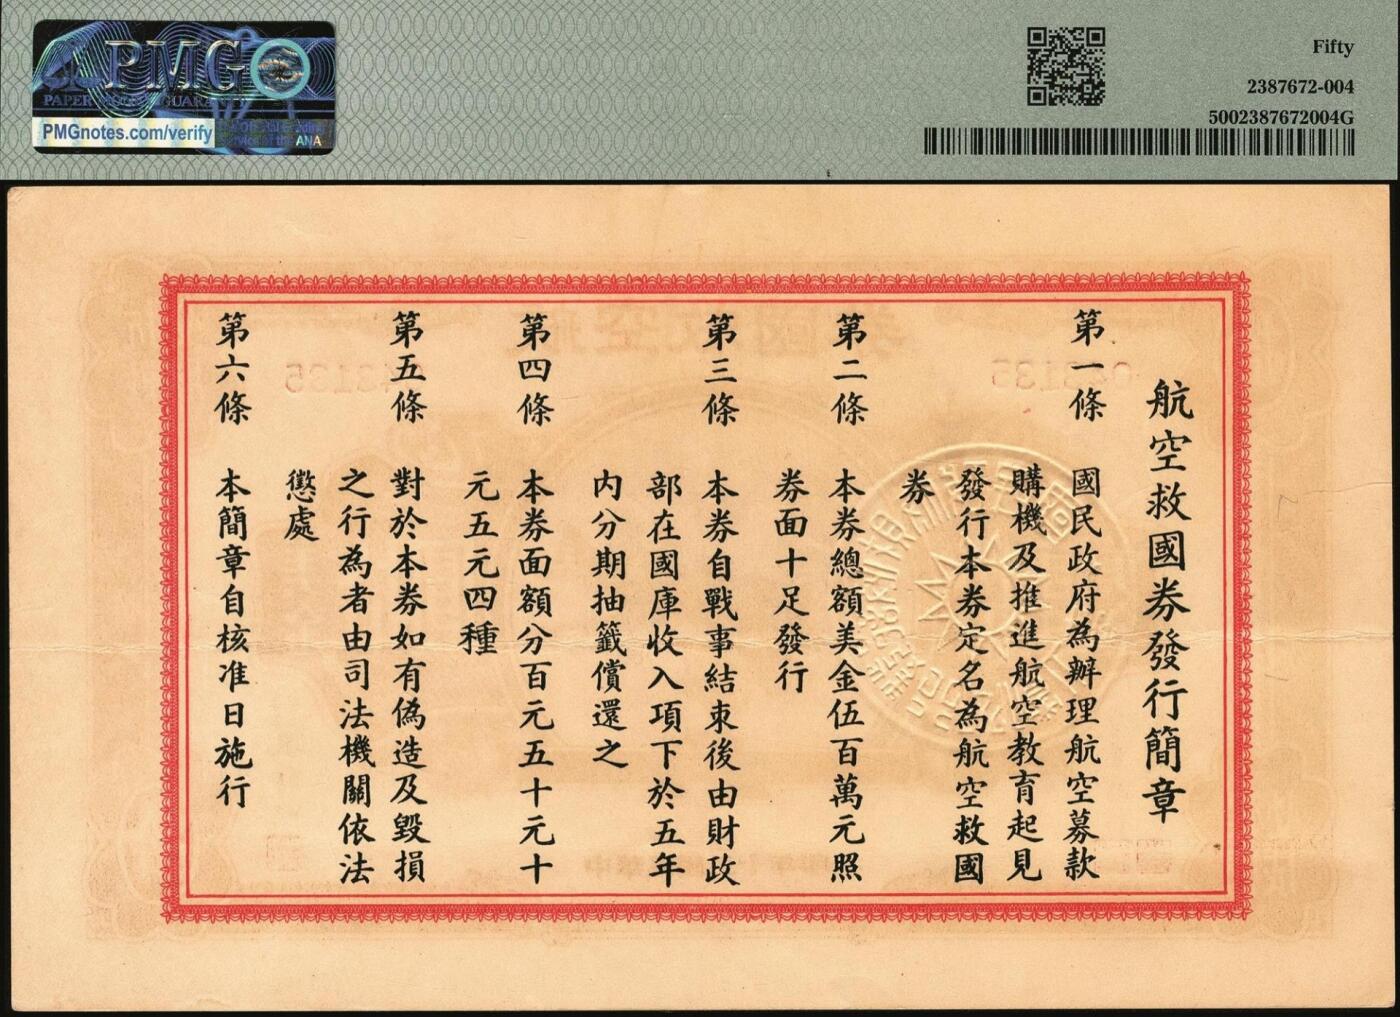 PMG
PAPER MONEY GUARANTY
PMGnotes.com/verify
ANA
Fifty
2387672-004
5002387672004G
航空救國券發行簡章
第一條 國民政府為辦理航空募款
購機及推進航空教育起見
發行本券定名為航空救國
券
第二條 本券總額美金伍百萬元照
券面十足發行
第三條 本券自戰事結束後由財政
部在國庫收入項下於五年
內分期抽籤償還之
第四條 本券面額分百元五十元十
元五元四種
第五條 對於本券如有偽造及毀損
之行為者由司法機關依法
懲處
第六條 本簡章自核准日施行